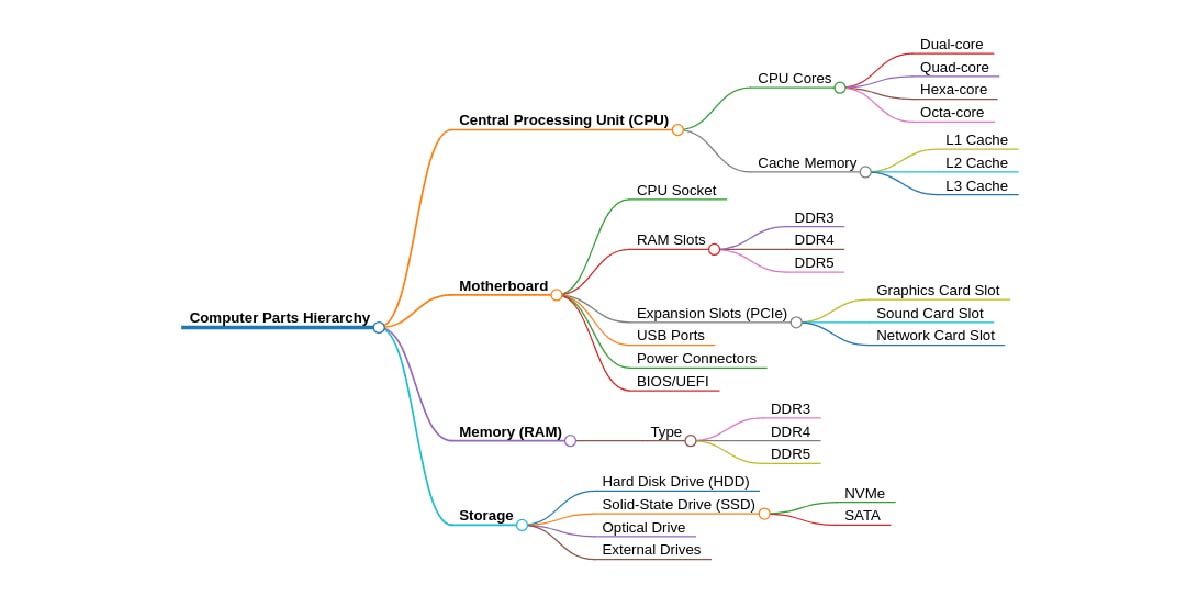 Computer Parts Hierarchy
Central Processing Unit (CPU)
CPU Cores
Dual-core
Quad-core
Hexa-core
Octa-core
Cache Memory
L1 Cache
L2 Cache
L3 Cache
Motherboard
CPU Socket
RAM Slots
DDR3
DDR4
DDR5
Expansion Slots (PCIe)
Graphics Card Slot
Sound Card Slot
Network Card Slot
USB Ports
Power Connectors
BIOS/UEFI
Memory (RAM)
Type
DDR3
DDR4
DDR5
Storage
Hard Disk Drive (HDD)
Solid-State Drive (SSD)
NVMe
SATA
Optical Drive
External Drives